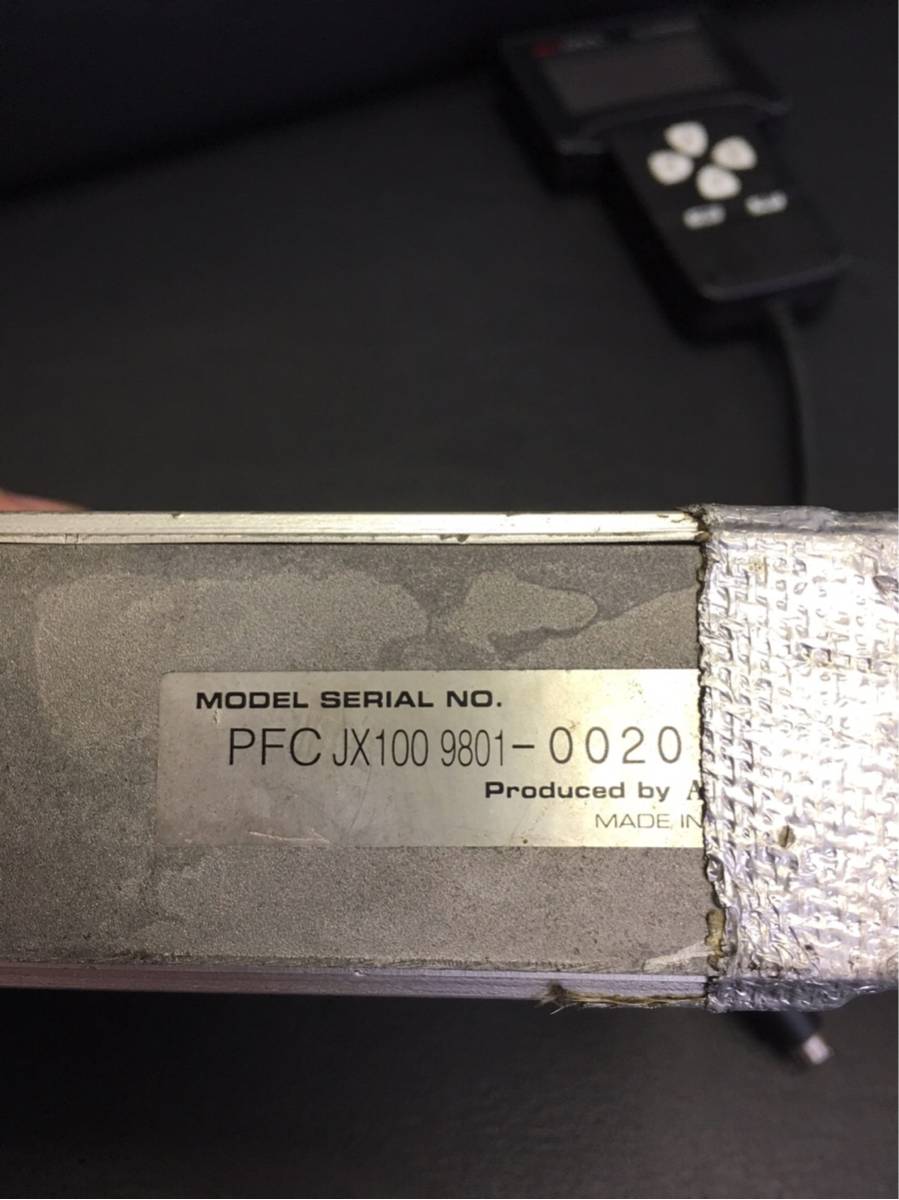 MODEL SERIAL NO.
PFC JX100 9801-0020
Produced by A
MADE IN